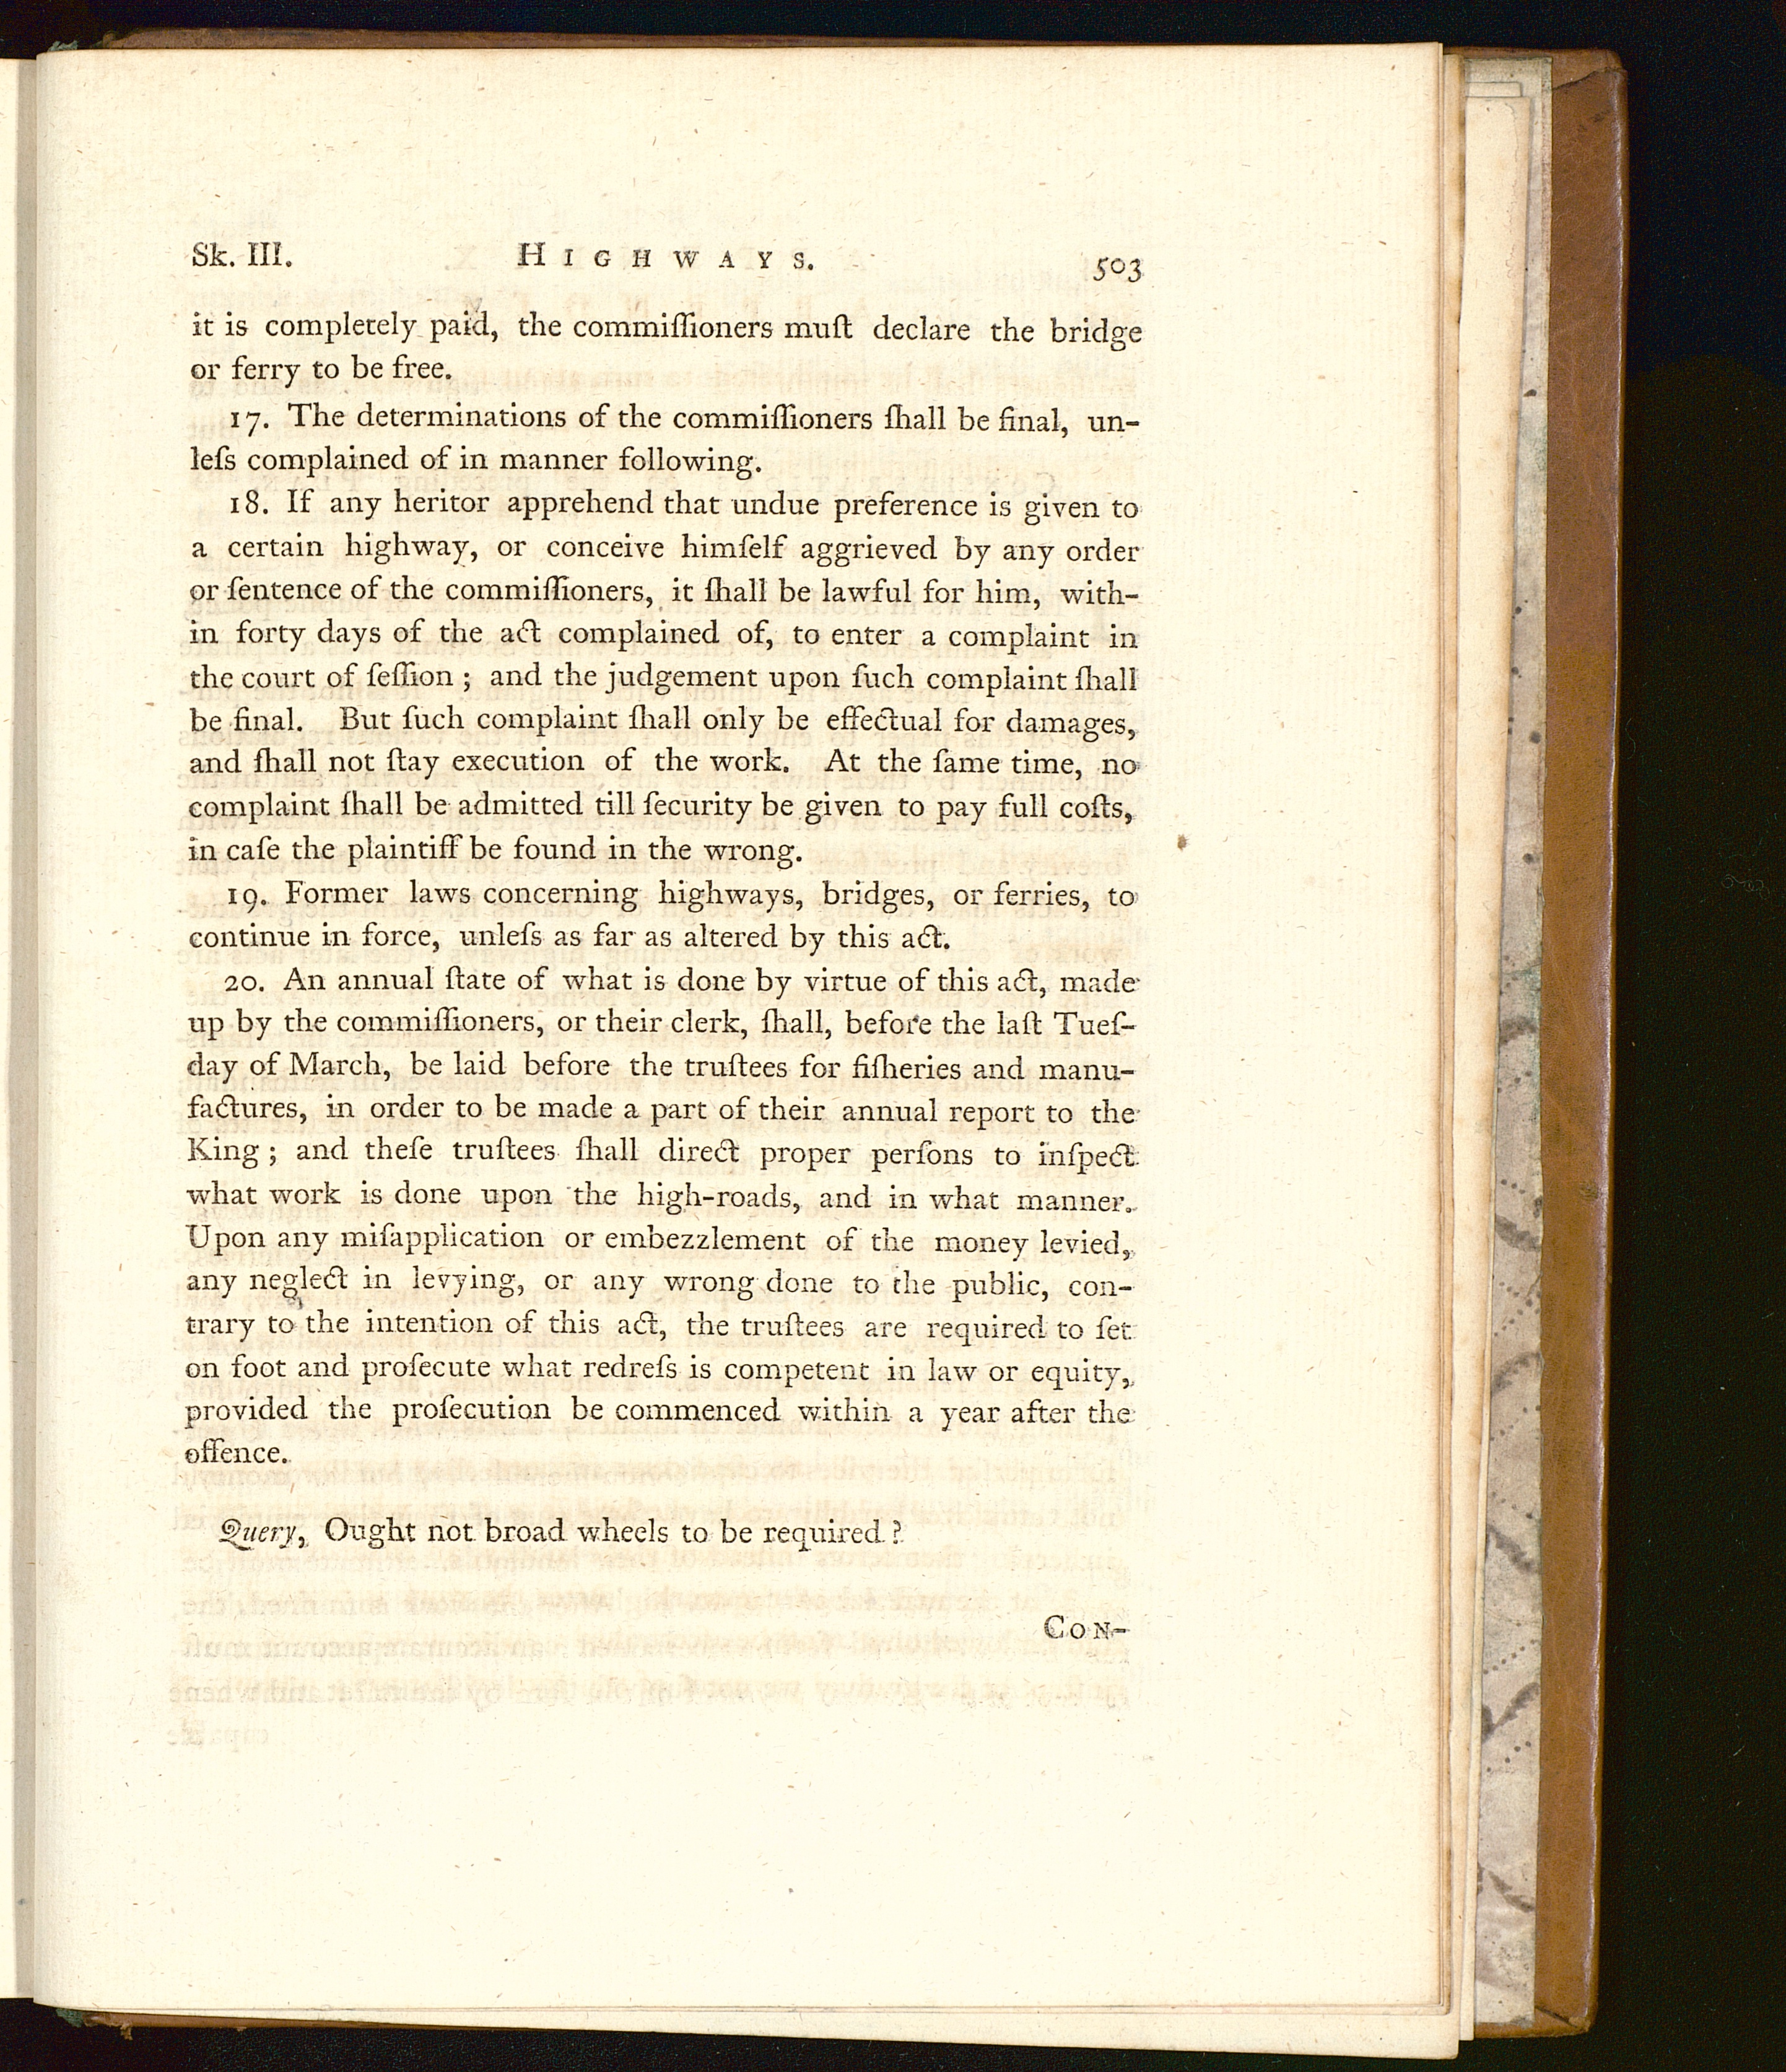 Sk. III. HIGHWAYS. 503
it is completely paid, the commiſſioners muſt declare the bridge
or ferry to be free.
17. The determinations of the commiſſioners ſhall be final, un-
leſs complained of in manner following.
18. If any heritor apprehend that undue preference is given to
a certain highway, or conceive himſelf aggrieved by any order
or ſentence of the commiſſioners, it ſhall be lawful for him, with-
in forty days of the act complained of, to enter a complaint in
the court of ſeſſion; and the judgement upon ſuch complaint ſhall
be final. But ſuch complaint ſhall only be effectual for damages,
and ſhall not ſtay execution of the work. At the ſame time, no
complaint ſhall be admitted till ſecurity be given to pay full coſts,
in caſe the plaintiff be found in the wrong.
19. Former laws concerning highways, bridges, or ferries, to
continue in force, unleſs as far as altered by this act.
20. An annual ſtate of what is done by virtue of this act, made
up by the commiſſioners, or their clerk, ſhall, before the laſt Tueſ-
day of March, be laid before the truſtees for fiſheries and manu-
factures, in order to be made a part of their annual report to the
King; and theſe truſtees ſhall direct proper perſons to inſpect
what work is done upon the high-roads, and in what manner.
Upon any miſapplication or embezzlement of the money levied,
any neglect in levying, or any wrong done to the public, con-
trary to the intention of this act, the truſtees are required to ſet
on foot and proſecute what redreſs is competent in law or equity,
provided the proſecution be commenced within a year after the
offence.
Query, Ought not broad wheels to be required?
CON-